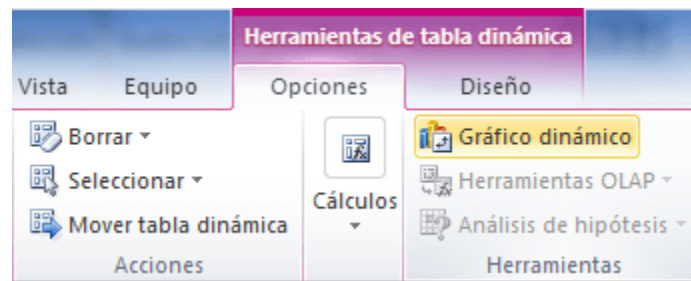 Herramientas de tabla dinámica
Vista Equipo Opciones Diseño
Borrar
Seleccionar
Mover tabla dinámica
Acciones
Cálculos
Gráfico dinámico
Herramientas OLAP
Análisis de hipótesis
Herramientas